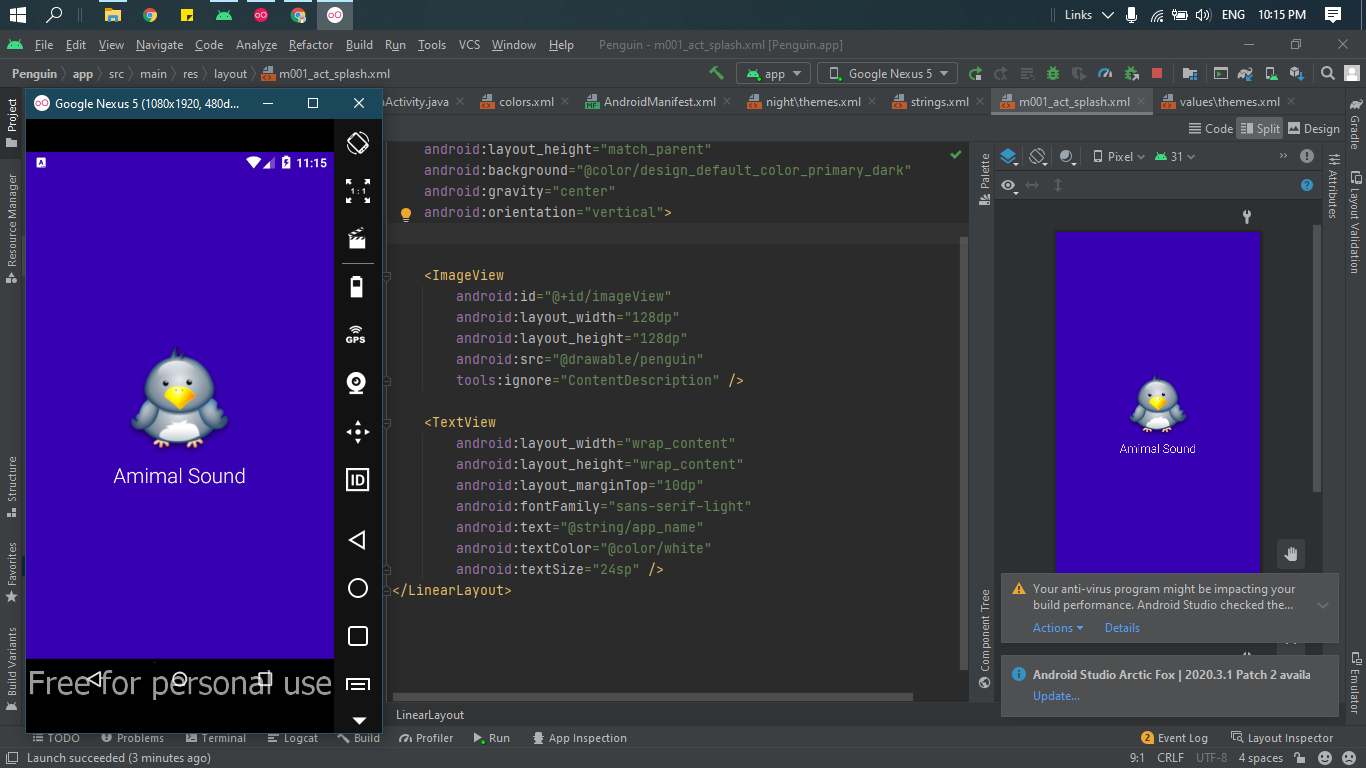 Links
ENG
10:15 PM
File Edit View Navigate Code Analyze Refactor Build Run Tools VCS Window Help Penguin - m001_act_splash.xml [Penguin.app]
Penguin app src main res layout m001_act_splash.xml app Google Nexus 5
Google Nexus 5 (1080x1920, 480d...
nActivity.java colors.xml AndroidManifest.xml night\themes.xml strings.xml m001_act_splash.xml values\themes.xml
Code Split Design
Project
Resource Manager
Structure
Favorites
Build Variants
A
11:15
1:1
GPS
ID
Amimal Sound
Free for personal use
android:layout_height="match_parent"
android:background="@color/design_default_color_primary_dark"
android:gravity="center"
android:orientation="vertical">
<ImageView
android:id="@+id/imageView"
android:layout_width="128dp"
android:layout_height="128dp"
android:src="@drawable/penguin"
tools:ignore="ContentDescription" />
<TextView
android:layout_width="wrap_content"
android:layout_height="wrap_content"
android:layout_marginTop="10dp"
android:fontFamily="sans-serif-light"
android:text="@string/app_name"
android:textColor="@color/white"
android:textSize="24sp" />
</LinearLayout>
LinearLayout
Palette
Component Tree
Pixel 31
Amimal Sound
Attributes
Gradle
Layout Validation
Emulator
Your anti-virus program might be impacting your
build performance. Android Studio checked the...
Actions Details
Android Studio Arctic Fox | 2020.3.1 Patch 2 availa
Update...
TODO Problems Terminal Logcat Build Profiler Run App Inspection 2 Event Log Layout Inspector
Launch succeeded (3 minutes ago) 9:1 CRLF UTF-8 4 spaces